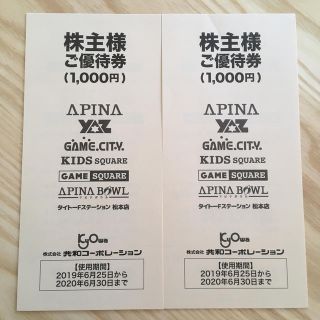 株主様
ご優待券
(1,000円)
APINA
YAZ
GAME.CITY.
KIDS SQUARE
GAME SQUARE
APINA BOWL
タイトーFステーション 松本店
kyowa
株式会社 共和コーポレーション
【使用期間】
2019年6月25日から
2020年6月30日まで
株主様
ご優待券
(1,000円)
APINA
YAZ
GAME.CITY.
KIDS SQUARE
GAME SQUARE
APINA BOWL
タイトーFステーション 松本店
kyowa
株式会社 共和コーポレーション
【使用期間】
2019年6月25日から
2020年6月30日まで